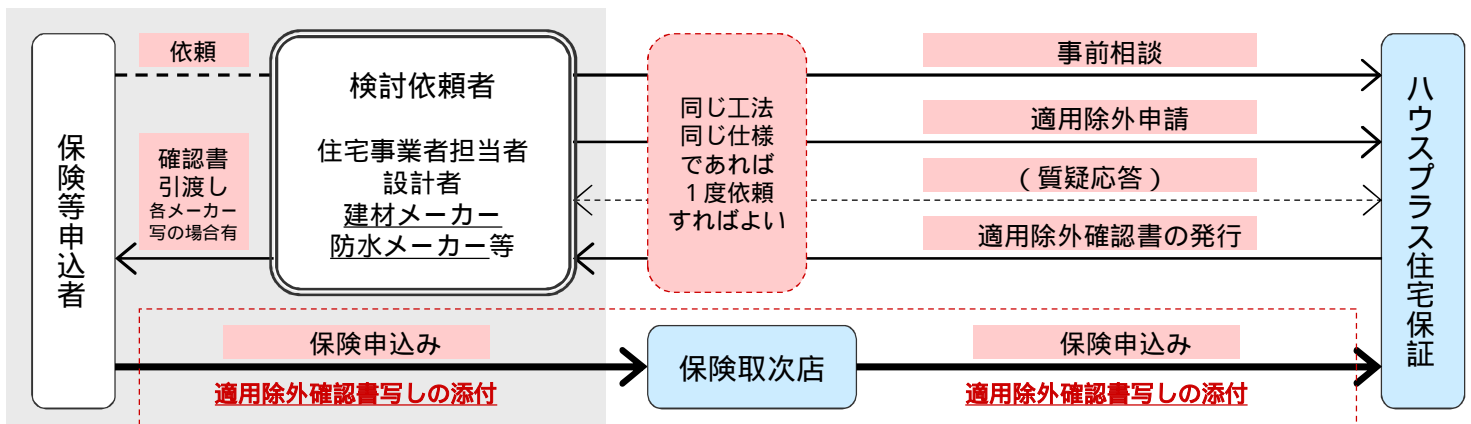 保険等申込者
依頼
確認書
引渡し
各メーカー
写の場合有
検討依頼者
住宅事業者担当者
設計者
建材メーカー
防水メーカー等
同じ工法
同じ仕様
であれば
１度依頼
すればよい
事前相談
適用除外申請
（質疑応答）
適用除外確認書の発行
ハウスプラス住宅保証
保険申込み
適用除外確認書写しの添付
保険取次店
保険申込み
適用除外確認書写しの添付